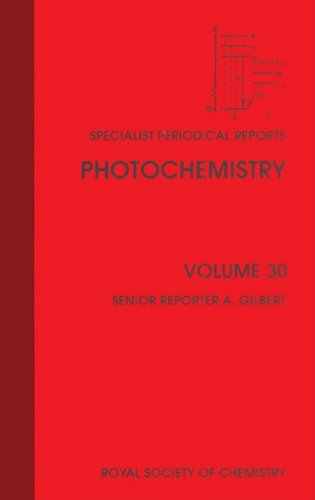 SPECIALIST PERIODICAL REPORTS
PHOTOCHEMISTRY
VOLUME 30
SENIOR REPORTER A. GILBERT
ROYAL SOCIETY OF CHEMISTRY